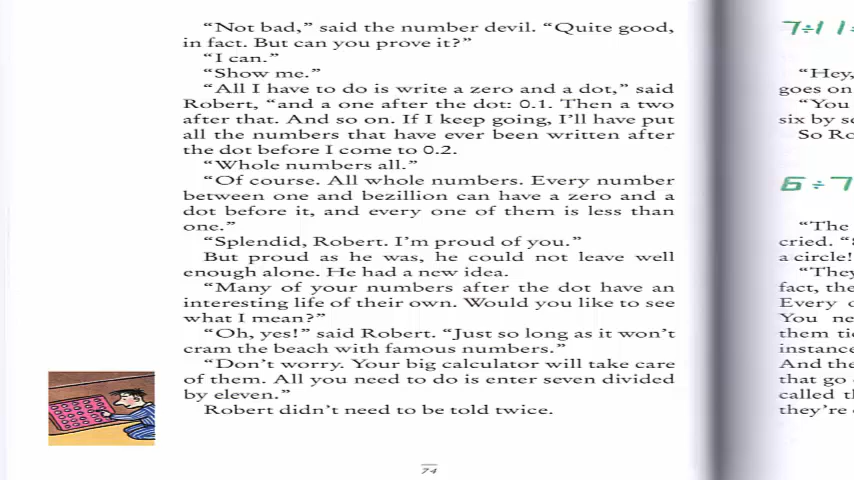 “Not bad,” said the number devil. “Quite good,
in fact. But can you prove it?”
“I can.”
“Show me.”
“All I have to do is write a zero and a dot,” said
Robert, “and a one after the dot: 0.1. Then a two
after that. And so on. If I keep going, I’ll have put
all the numbers that have ever been written after
the dot before I come to 0.2.
“Whole numbers all.”
“Of course. All whole numbers. Every number
between one and bezillion can have a zero and a
dot before it, and every one of them is less than
one.”
“Splendid, Robert. I’m proud of you.”
But proud as he was, he could not leave well
enough alone. He had a new idea.
“Many of your numbers after the dot have an
interesting life of their own. Would you like to see
what I mean?”
“Oh, yes!” said Robert. “Just so long as it won’t
cram the beach with famous numbers.”
“Don’t worry. Your big calculator will take care
of them. All you need to do is enter seven divided
by eleven.”
Robert didn’t need to be told twice.
74
7÷11
“Hey,
goes on
“You
six by se
So Ro
6÷7
“The
cried. “
a circle!
“They
fact, the
Every
You ne
them tie
instance
And the
that go
called th
they’re